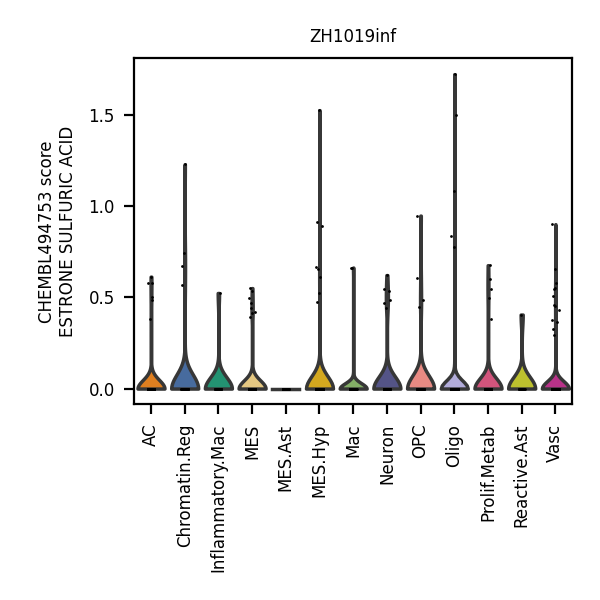 ZH1019inf
CHEMBL494753 score
ESTRONE SULFURIC ACID
1.5
1.0
0.5
0.0
AC
Chromatin.Reg
Inflammatory.Mac
MES
MES.Ast
MES.Hyp
Mac
Neuron
OPC
Oligo
Prolif.Metab
Reactive.Ast
Vasc